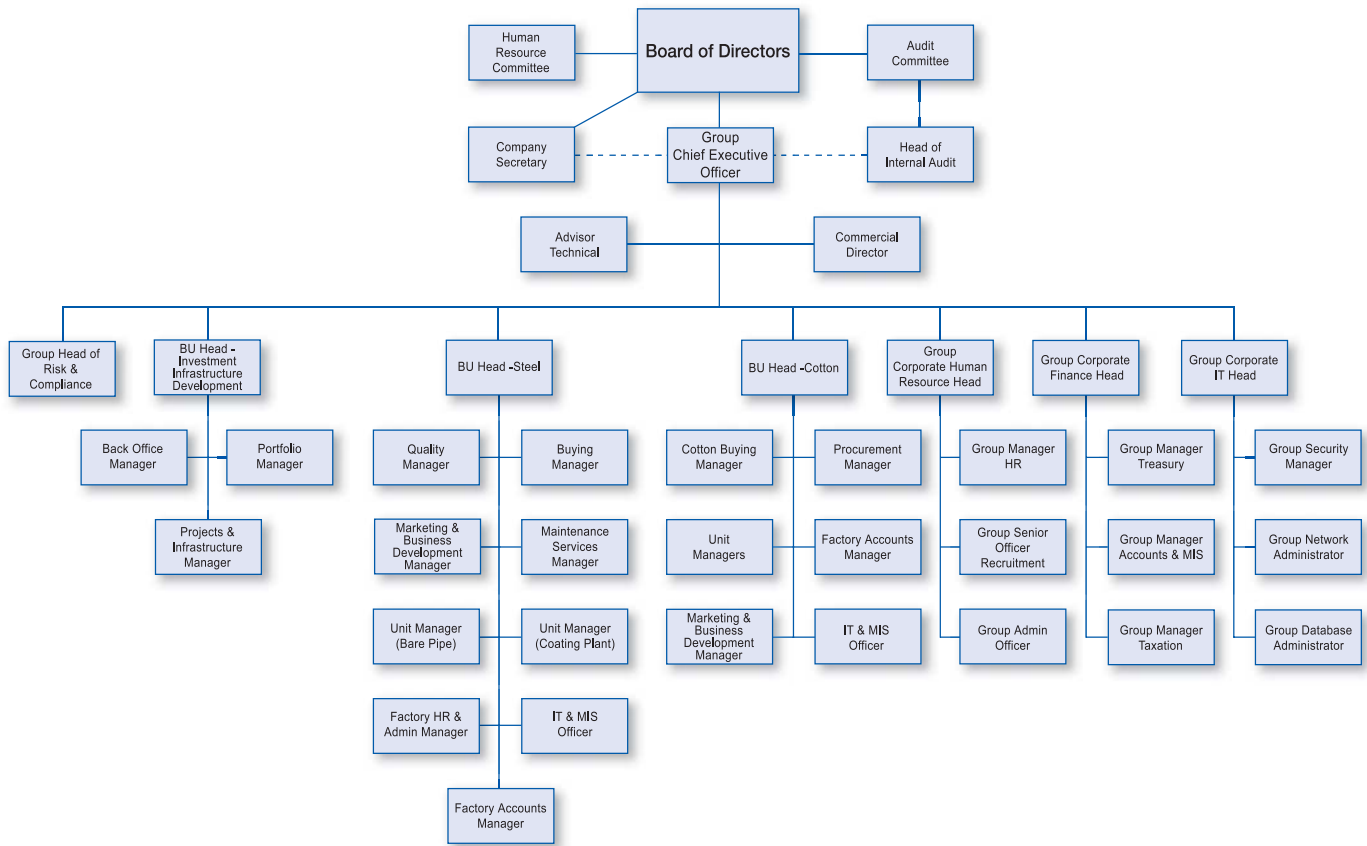 Human
Resource
Committee
Board of Directors
Audit
Committee
Company
Secretary
Group
Chief Executive
Officer
Head of
Internal Audit
Advisor
Technical
Commercial
Director
Group Head of
Risk &
Compliance
BU Head -
Investment
Infrastructure
Development
BU Head -Steel
BU Head -Cotton
Group
Corporate Human
Resource Head
Group Corporate
Finance Head
Group Corporate
IT Head
Back Office
Manager
Portfolio
Manager
Quality
Manager
Buying
Manager
Cotton Buying
Manager
Procurement
Manager
Group Manager
HR
Group Manager
Treasury
Group Security
Manager
Projects &
Infrastructure
Manager
Marketing &
Business
Development
Manager
Maintenance
Services
Manager
Unit
Managers
Factory Accounts
Manager
Group Senior
Officer
Recruitment
Group Manager
Accounts & MIS
Group Network
Administrator
Unit Manager
(Bare Pipe)
Unit Manager
(Coating Plant)
Marketing &
Business
Development
Manager
IT & MIS
Officer
Group Admin
Officer
Group Manager
Taxation
Group Database
Administrator
Factory HR &
Admin Manager
IT & MIS
Officer
Factory Accounts
Manager